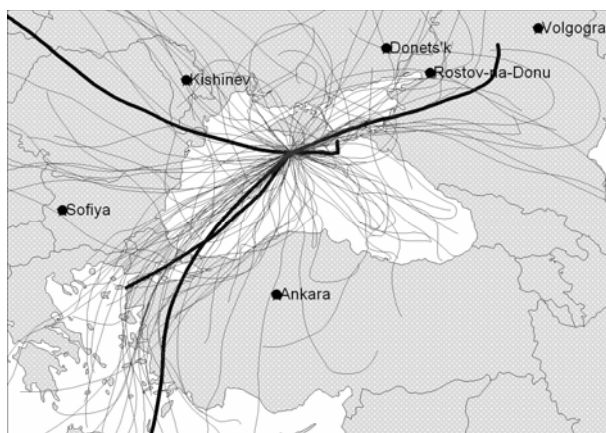 Volgogra
Donets'k
Rostov-na-Donu
Kishinev
Sofiya
Ankara